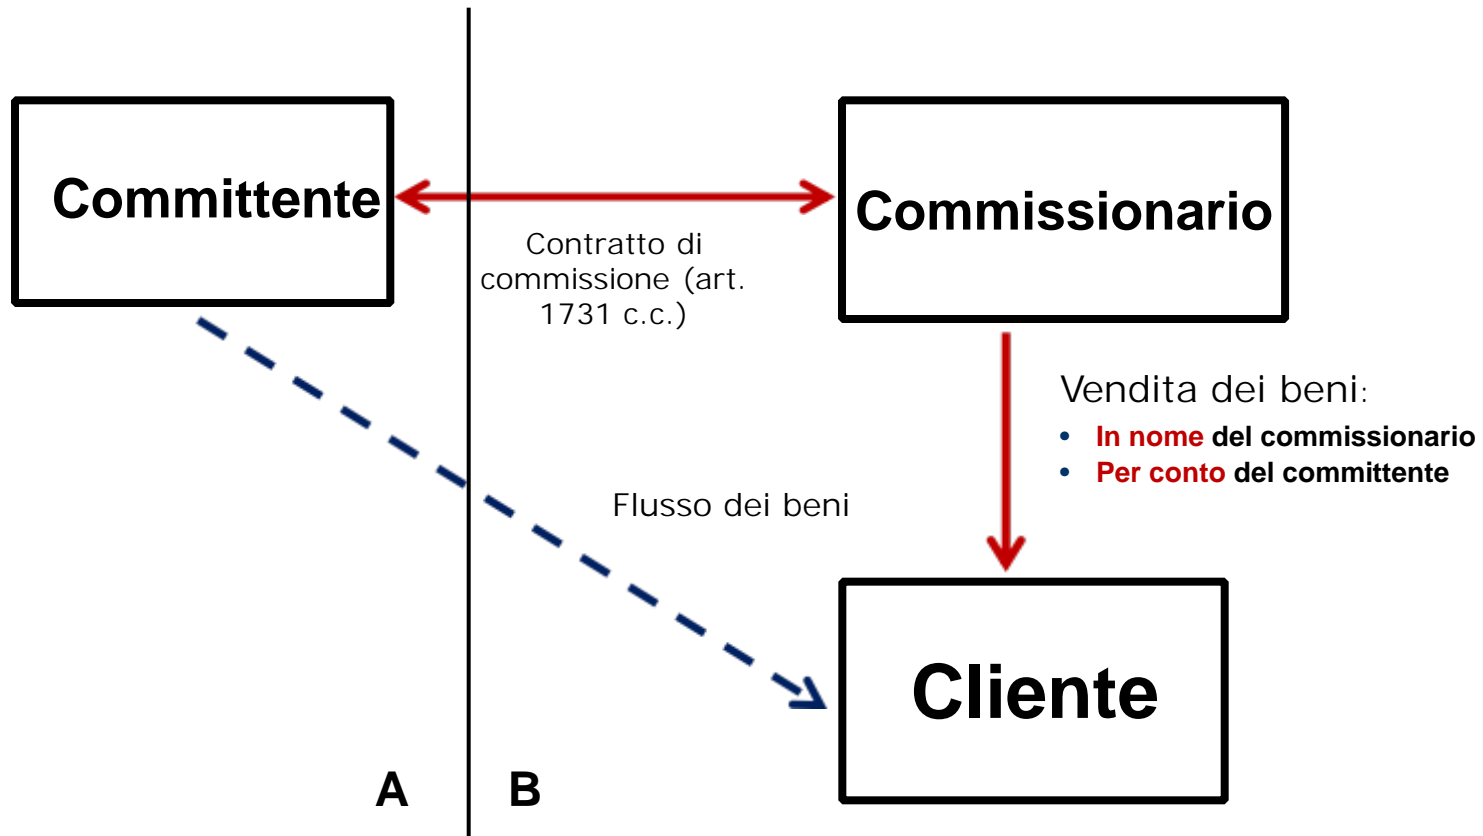 Committente
Commissionario
Contratto di
commissione (art.
1731 c.c.)
Vendita dei beni:
• In nome del commissionario
• Per conto del committente
Flusso dei beni
Cliente
A
B